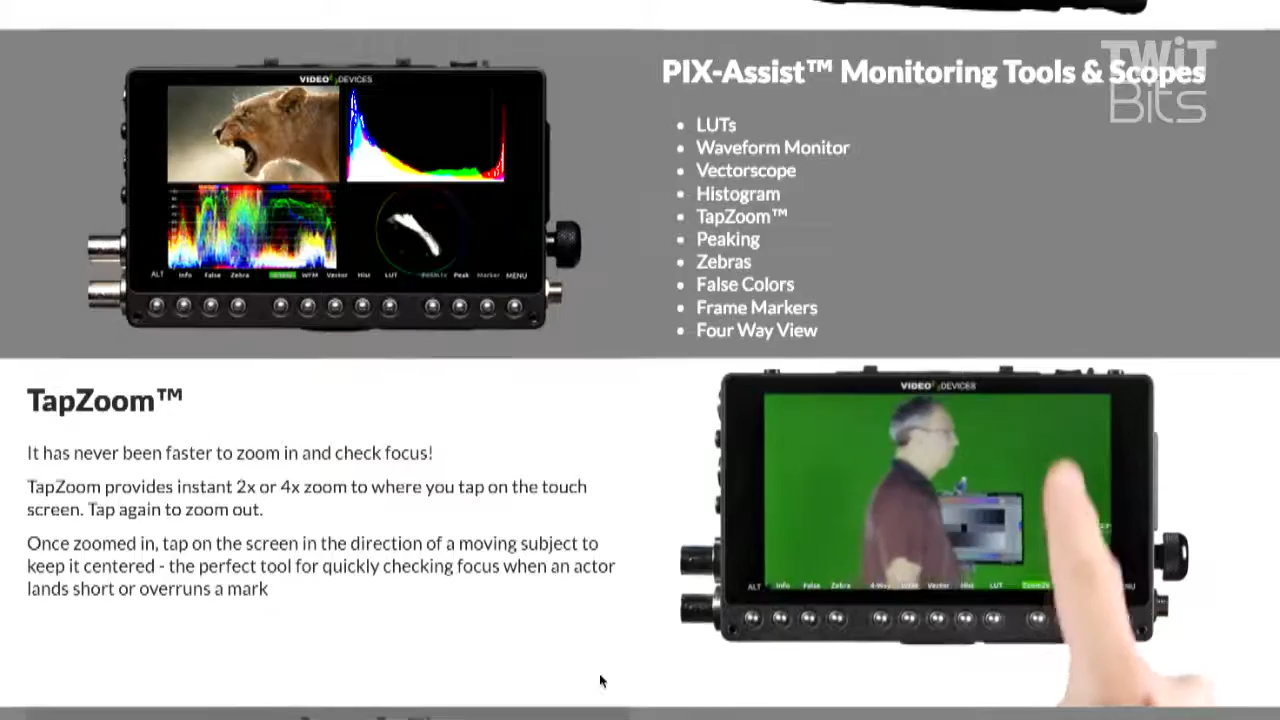 TWiT
Bits
VIDEO DEVICES
ALT Info False Zebra WFM Vector Hist LUT Peak Marker MENU
PIX-Assist™ Monitoring Tools & Scopes
• LUTs
• Waveform Monitor
• Vectorscope
• Histogram
• TapZoom™
• Peaking
• Zebras
• False Colors
• Frame Markers
• Four Way View
TapZoom™
It has never been faster to zoom in and check focus!
TapZoom provides instant 2x or 4x zoom to where you tap on the touch
screen. Tap again to zoom out.
Once zoomed in, tap on the screen in the direction of a moving subject to
keep it centered - the perfect tool for quickly checking focus when an actor
lands short or overruns a mark
VIDEO DEVICES
ALT Info False Zebra 4-Way WFM Vector Hist LUT